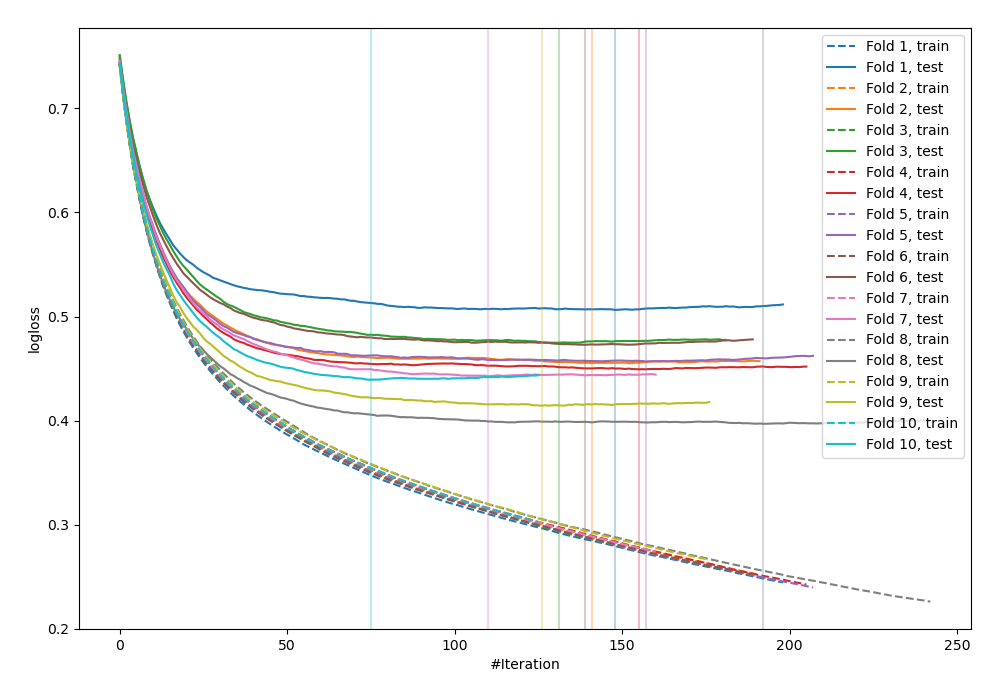 0.7
0.6
0.5
0.4
0.3
0.2
logloss
0
50
100
150
200
250
#Iteration
Fold 1, train
Fold 1, test
Fold 2, train
Fold 2, test
Fold 3, train
Fold 3, test
Fold 4, train
Fold 4, test
Fold 5, train
Fold 5, test
Fold 6, train
Fold 6, test
Fold 7, train
Fold 7, test
Fold 8, train
Fold 8, test
Fold 9, train
Fold 9, test
Fold 10, train
Fold 10, test